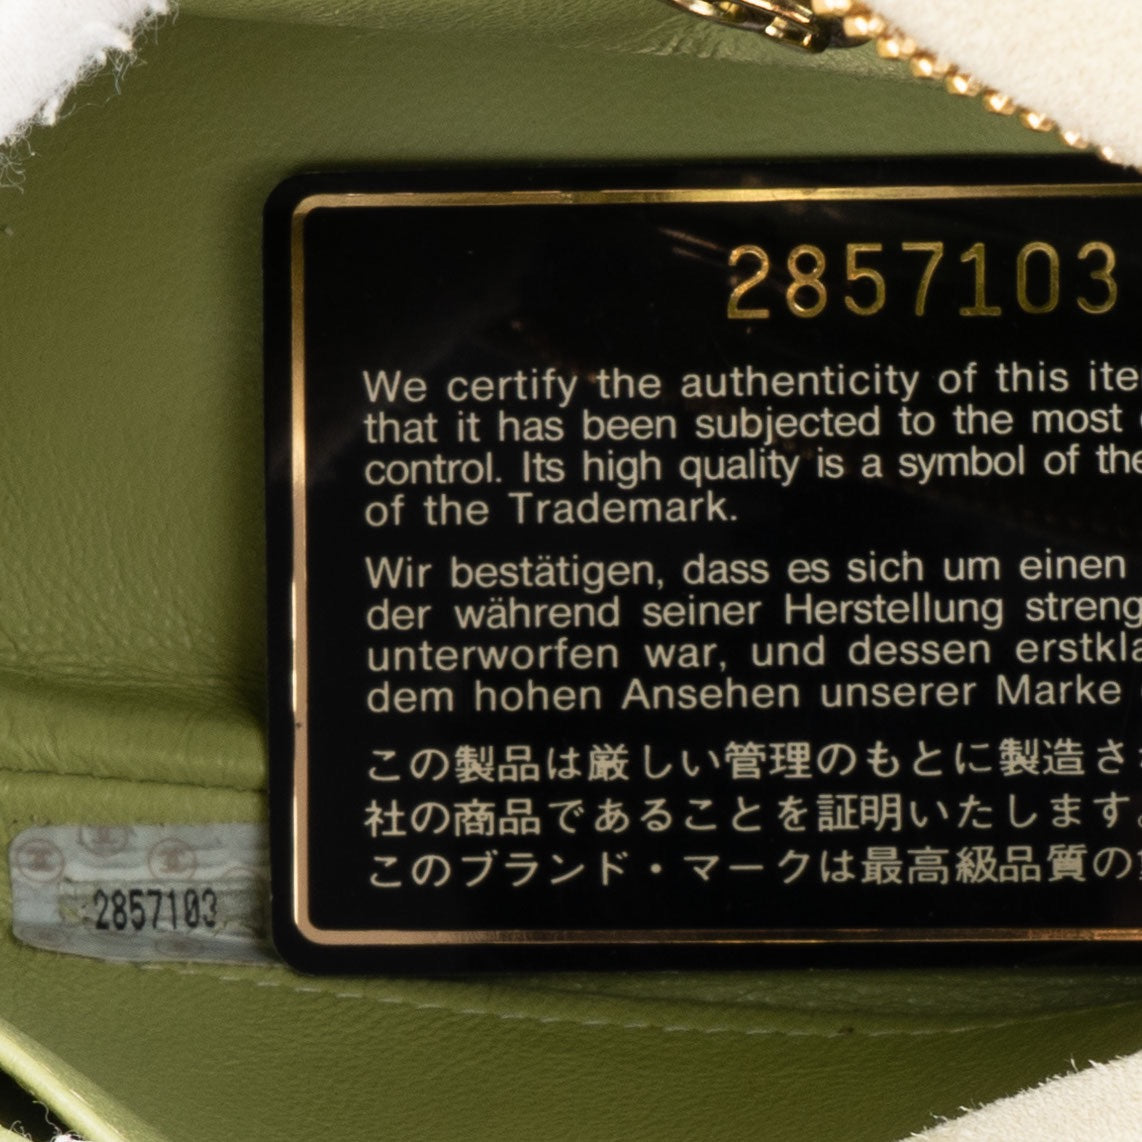 2857103
We certify the authenticity of this
that it has been subjected to the most
control. Its high quality is a symbol of the
of the Trademark.
Wir bestätigen, dass es sich um einen
der während seiner Herstellung streng
unterworfen war, und dessen
dem hohen Ansehen unserer Marke
この製品は厳しい管理のもとに製造さ
社の商品であることを証明いたします。
このブランド・マークは最高級品質の
2857103